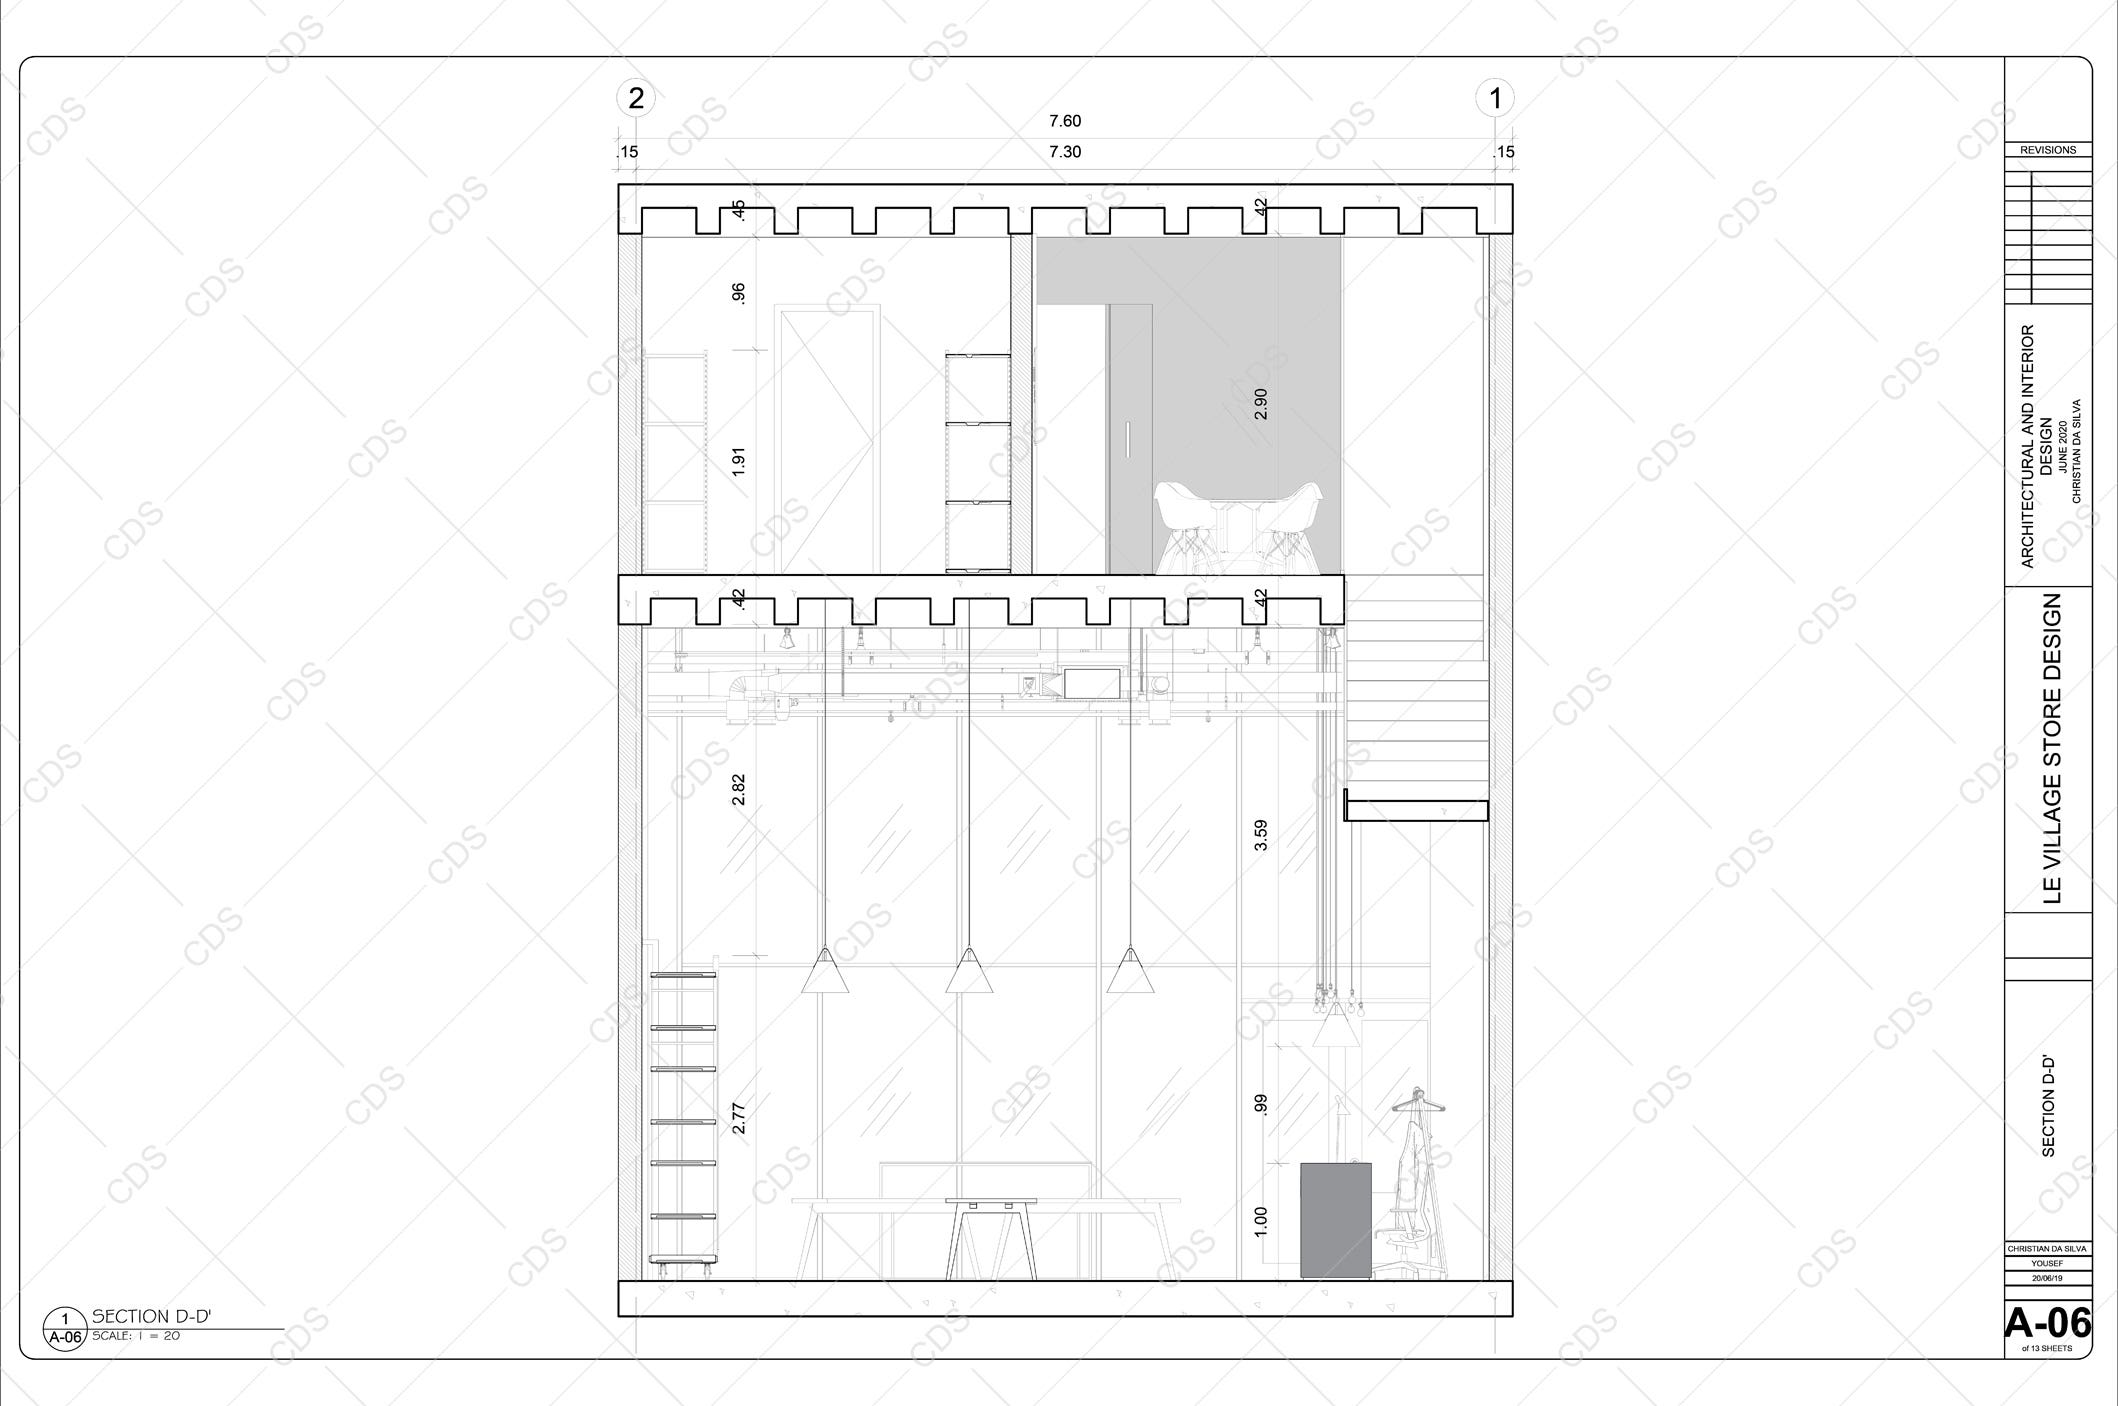 2
1
7.60
.15
7.30
.15
.45
.42
.96
2.90
1.91
.42
.42
2.82
3.59
2.77
.99
1.00
1
A-06
SECTION D-D'
SCALE: 1 = 20
REVISIONS
ARCHITECTURAL AND INTERIOR
DESIGN
JUNE 2020
CHRISTIAN DA SILVA
LE VILLAGE STORE DESIGN
SECTION D-D'
CHRISTIAN DA SILVA
YOUSEF
20/06/19
A-06
of 13 SHEETS
CDS